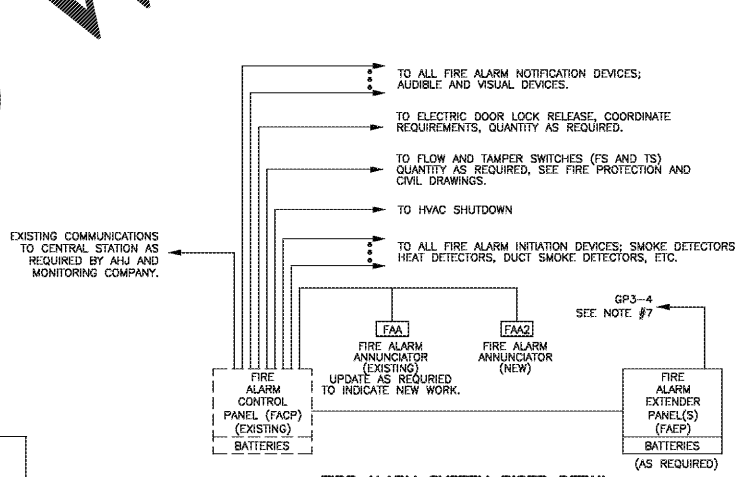 TO ALL FIRE ALARM NOTIFICATION DEVICES;
AUDIBLE AND VISUAL DEVICES.
TO ELECTRIC DOOR LOCK RELEASE, COORDINATE
REQUIREMENTS, QUANTITY AS REQUIRED.
TO FLOW AND TAMPER SWITCHES (FS AND TS)
QUANTITY AS REQUIRED, SEE FIRE PROTECTION AND
CIVIL DRAWINGS.
TO HVAC SHUTDOWN
EXISTING COMMUNICATIONS
TO CENTRAL STATION AS
REQUIRED BY AHJ AND
MONITORING COMPANY.
TO ALL FIRE ALARM INITIATION DEVICES; SMOKE DETECTORS
HEAT DETECTORS, DUCT SMOKE DETECTORS, ETC.
GP3-4
SEE NOTE #7
FAA
FIRE ALARM
ANNUNCIATOR
(EXISTING)
UPDATE AS REQURIED
TO INDICATE NEW WORK.
FAA2
FIRE ALARM
ANNUNCIATOR
(NEW)
FIRE
ALARM
CONTROL
PANEL (FACP)
(EXISTING)
BATTERIES
FIRE
ALARM
EXTENDER
PANEL(S)
(FAEP)
BATTERIES
(AS REQUIRED)